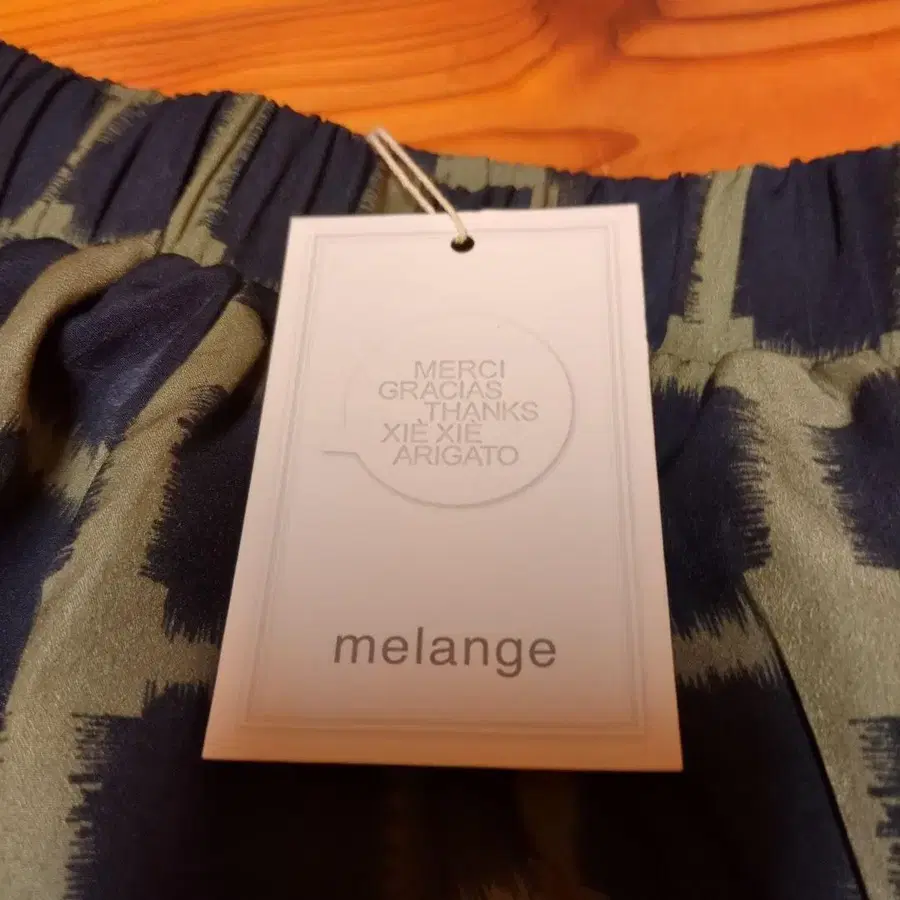 MERCI
GRACIAS
THANKS
XIÈ XIÈ
ARIGATO
melange